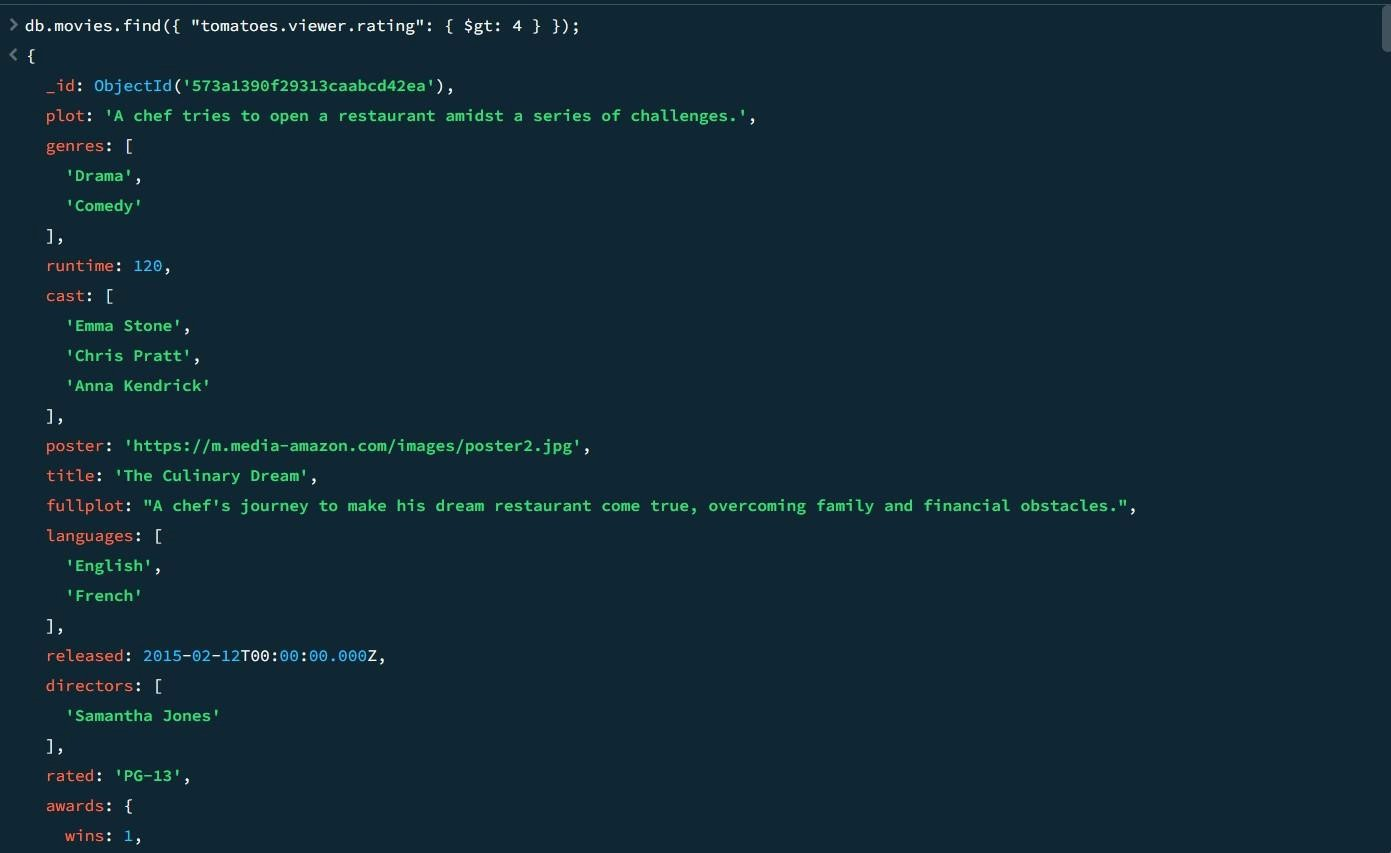 > db.movies.find({ "tomatoes.viewer.rating": { $gt: 4 } });
< {
_id: ObjectId('573a1390f29313caabcd42ea'),
plot: 'A chef tries to open a restaurant amidst a series of challenges.',
genres: [
'Drama',
'Comedy'
],
runtime: 120,
cast: [
'Emma Stone',
'Chris Pratt',
'Anna Kendrick'
],
poster: 'https://m.media-amazon.com/images/poster2.jpg',
title: 'The Culinary Dream',
fullplot: "A chef's journey to make his dream restaurant come true, overcoming family and financial obstacles.",
languages: [
'English',
'French'
],
released: 2015-02-12T00:00:00.000Z,
directors: [
'Samantha Jones'
],
rated: 'PG-13',
awards: {
wins: 1,